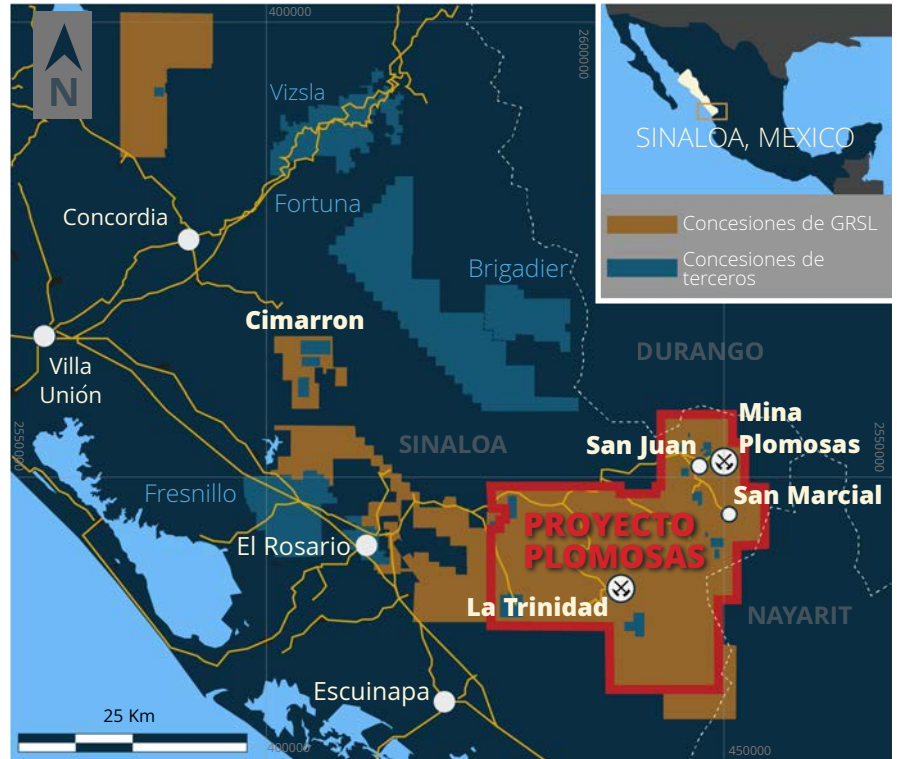 400000
2600000
N
Vizsla
SINALOA, MEXICO
Fortuna
Concordia
Concesiones de GRSL
Concesiones de
terceros
Brigadier
Cimarron
Villa
Unión
DURANGO
Mina
Plomosas
San Juan
SINALOA
2550000
2550000
San Marcial
Fresnillo
PROYECTO
PLOMOSAS
El Rosario
La Trinidad
NAYARIT
Escuinapa
25 Km
400000
450000